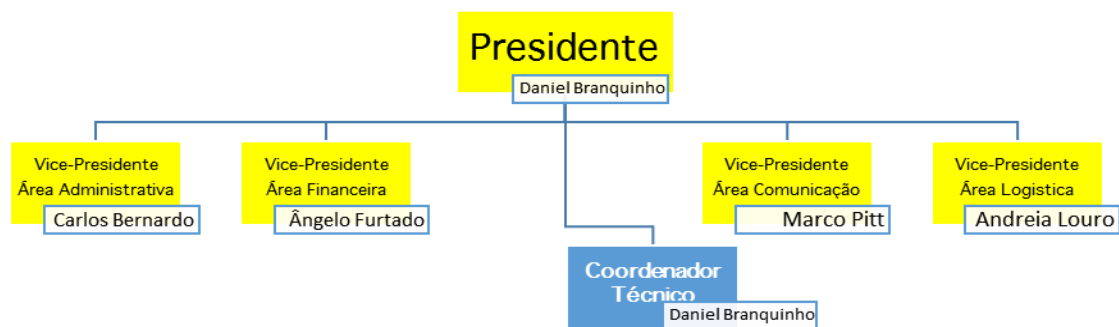 Presidente
Daniel Branquinho
Vice-Presidente
Área Administrativa
Carlos Bernardo
Vice-Presidente
Área Financeira
Ângelo Furtado
Vice-Presidente
Área Comunicação
Marco Pitt
Vice-Presidente
Área Logistica
Andreia Louro
Coordenador
Técnico
Daniel Branquinho